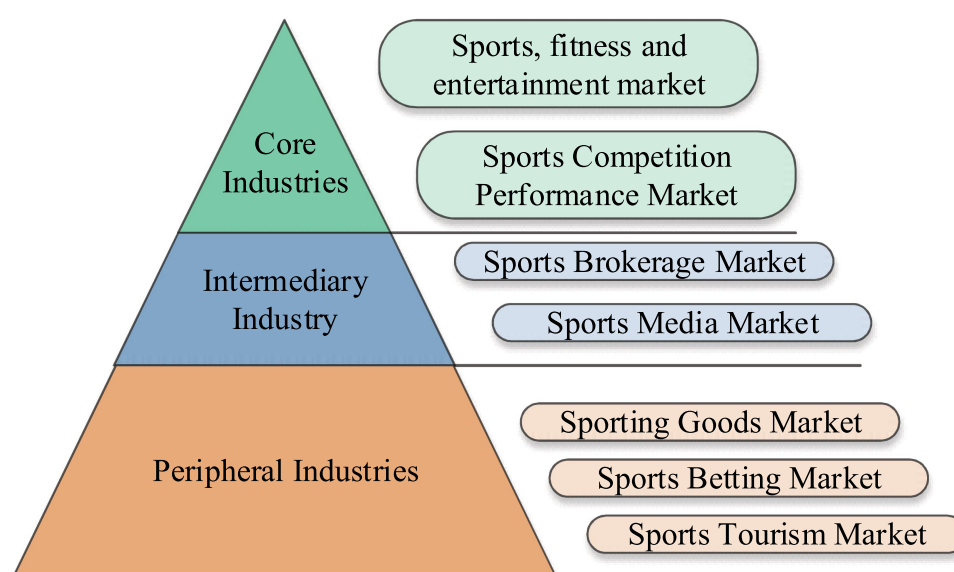 Sports, fitness and
entertainment market
Core
Industries
Sports Competition
Performance Market
Intermediary
Industry
Sports Brokerage Market
Sports Media Market
Peripheral Industries
Sporting Goods Market
Sports Betting Market
Sports Tourism Market